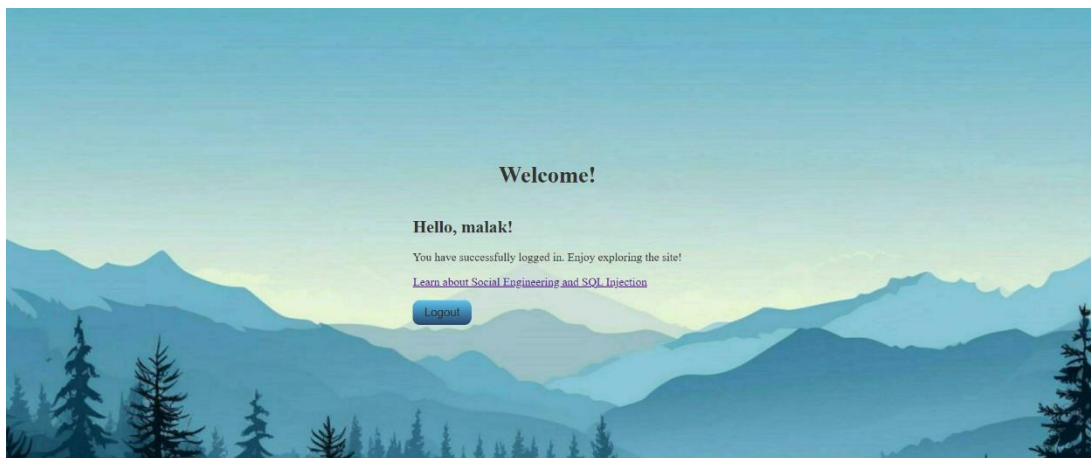 Welcome!
Hello, malak!
You have successfully logged in. Enjoy exploring the site!
Learn about Social Engineering and SQL Injection
Logout